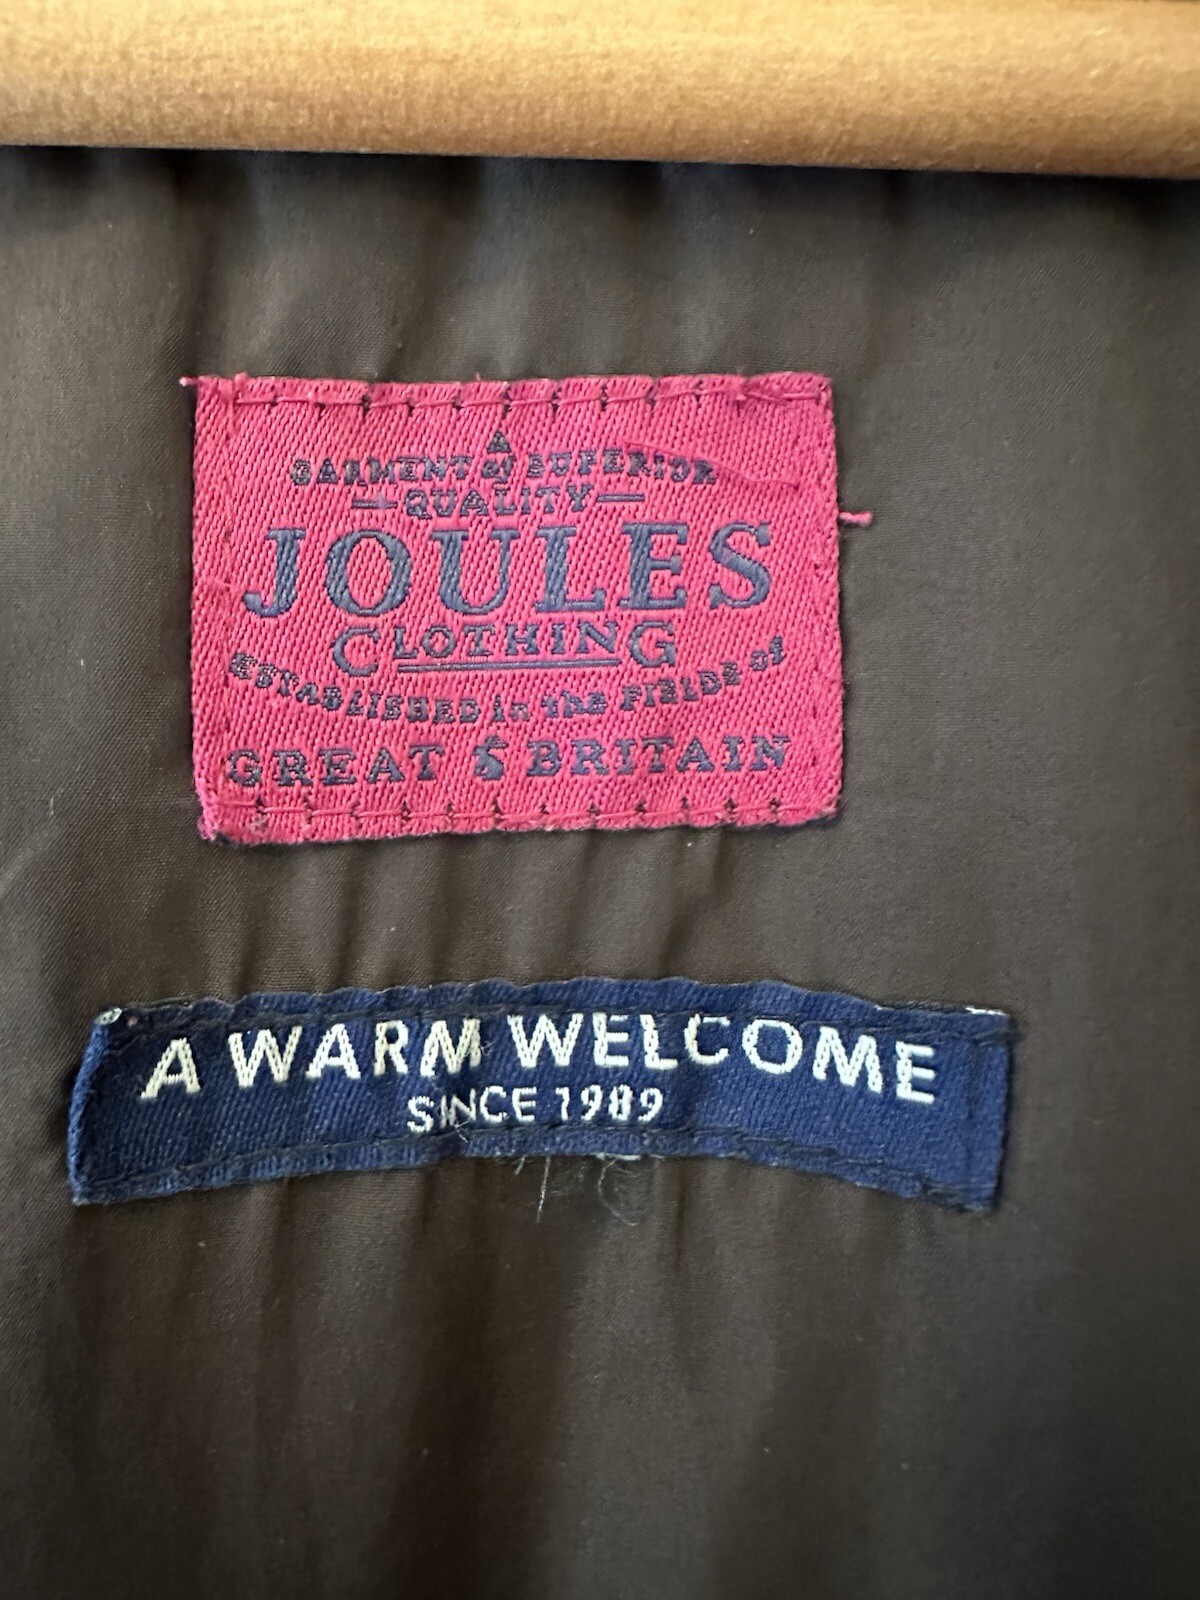 A
GARMENT of SUPERIOR
QUALITY
JOULES
CLOTHING
ESTABLISHED in the FIELDS of
GREAT BRITAIN
A WARM WELCOME
SINCE 1989